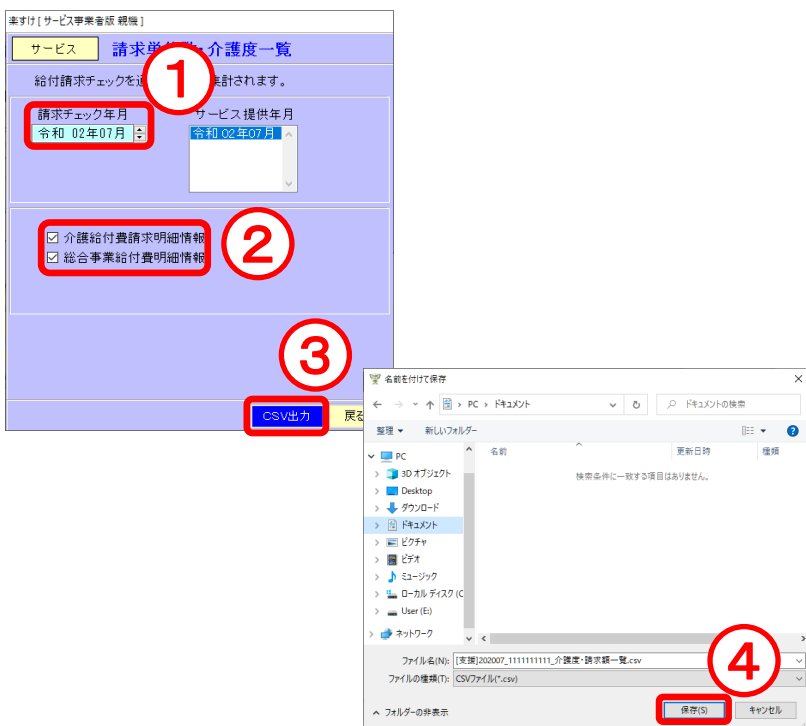 楽すけ [ サービス事業者版 親機 ]
サービス
請求単 ・介護度一覧
給付請求チェックを 集計されます。
①
請求チェック年月
サービス提供年月
令和 02年07月
令和 02年07月
☑ 介護給付費請求明細情報
☑ 総合事業給付費明細情報
②
③
CSV出力
戻る
名前を付けて保存
PC › ドキュメント
ドキュメントの検索
整理
新しいフォルダー
名前
更新日時
種類
検索条件に一致する項目はありません。
PC
3D オブジェクト
Desktop
ダウンロード
ドキュメント
ピクチャ
ビデオ
ミュージック
ローカル ディスク (C
User (E:)
ネットワーク
ファイル名(N): [支援]202007_1111111111_介護度・請求額一覧.csv
ファイルの種類(T): CSVファイル(*.csv)
④
フォルダーの非表示
保存(S)
キャンセル